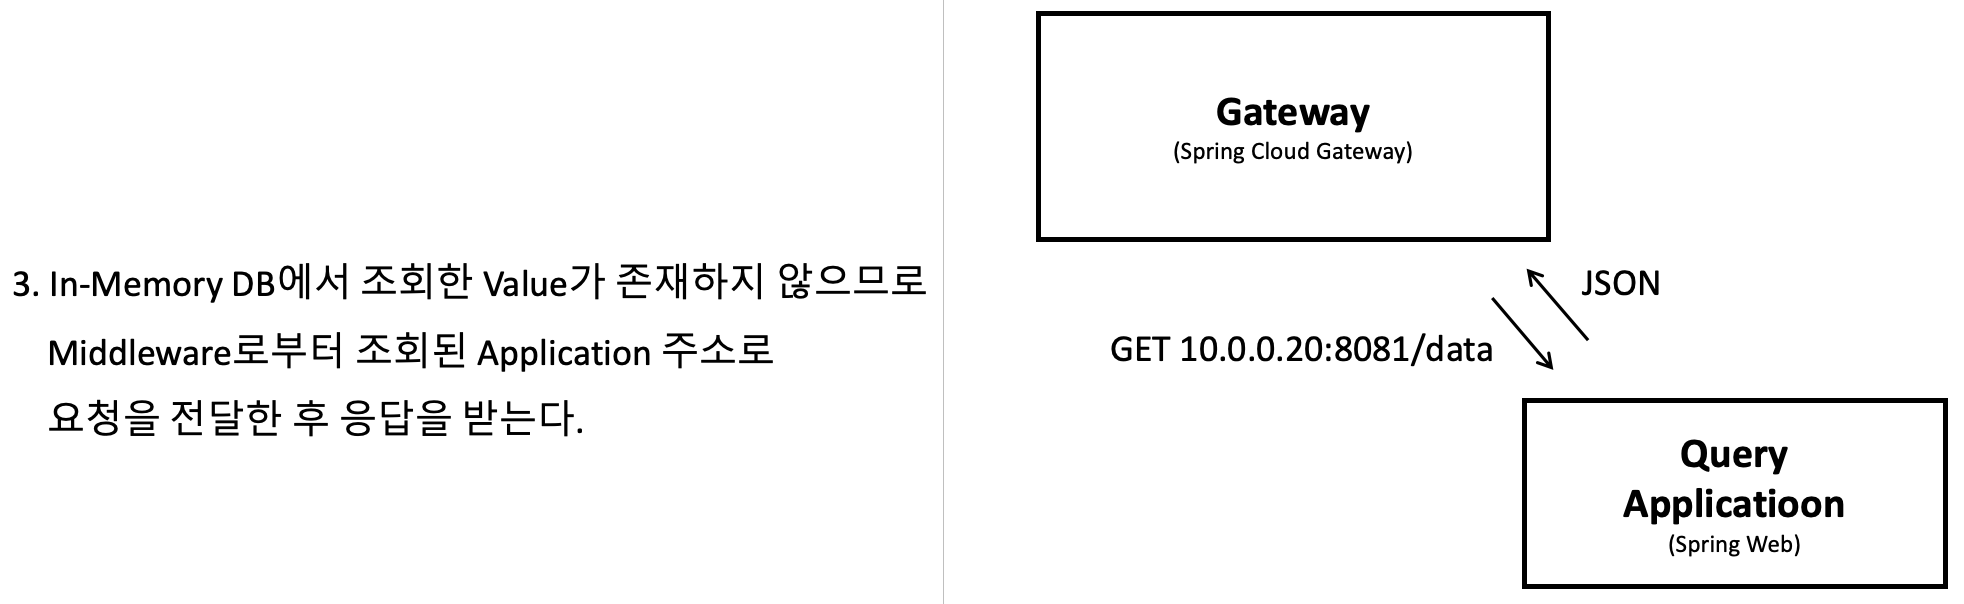 3. In-Memory DB에서 조회한 Value가 존재하지 않으므로
Middleware로부터 조회된 Application 주소로
요청을 전달한 후 응답을 받는다.
Gateway
(Spring Cloud Gateway)
JSON
GET 10.0.0.20:8081/data
Query
Applicatioon
(Spring Web)